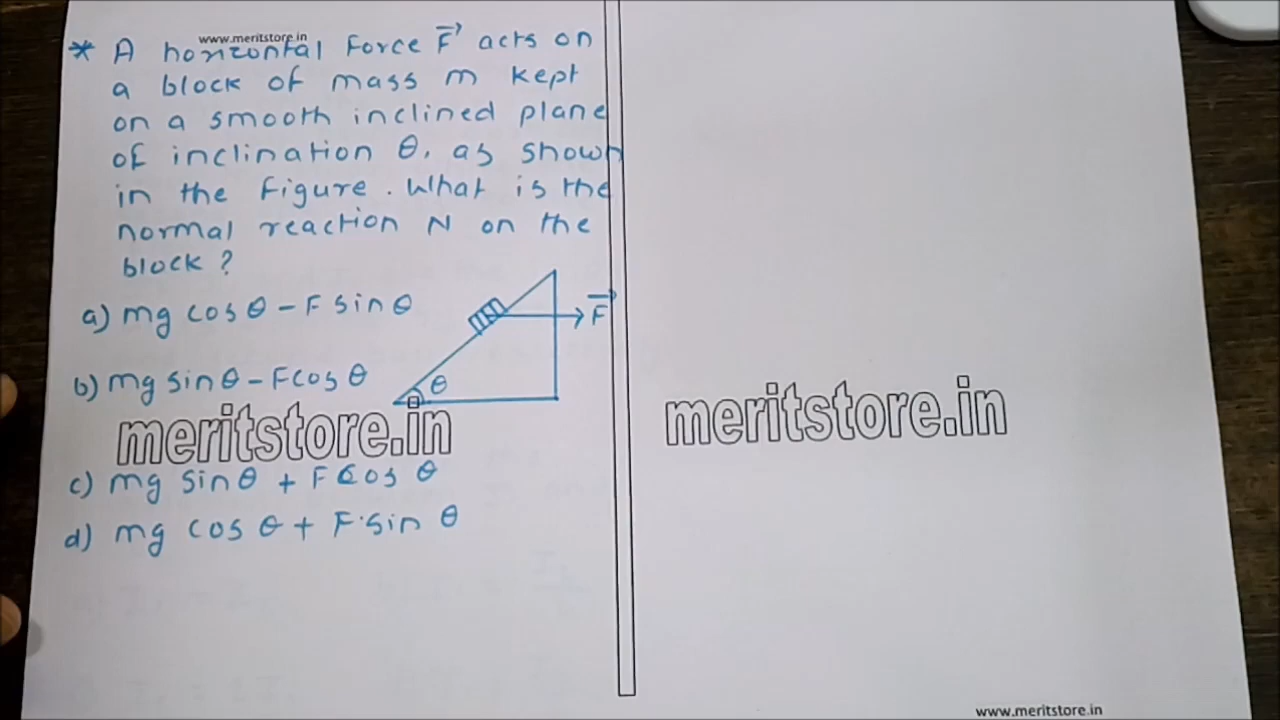 www.meritstore.in
* A horizontal Force F acts on
a block of mass m kept
on a smooth inclined plane
of inclination θ, as shown
in the Figure. What is the
normal reaction N on the
block ?
a) mg cos θ - F sin θ
F
b) mg sin θ - F cos θ
θ
meritstore.in
meritstore.in
c) mg sin θ + F cos θ
d) mg cos θ + F. sin θ
www.meritstore.in